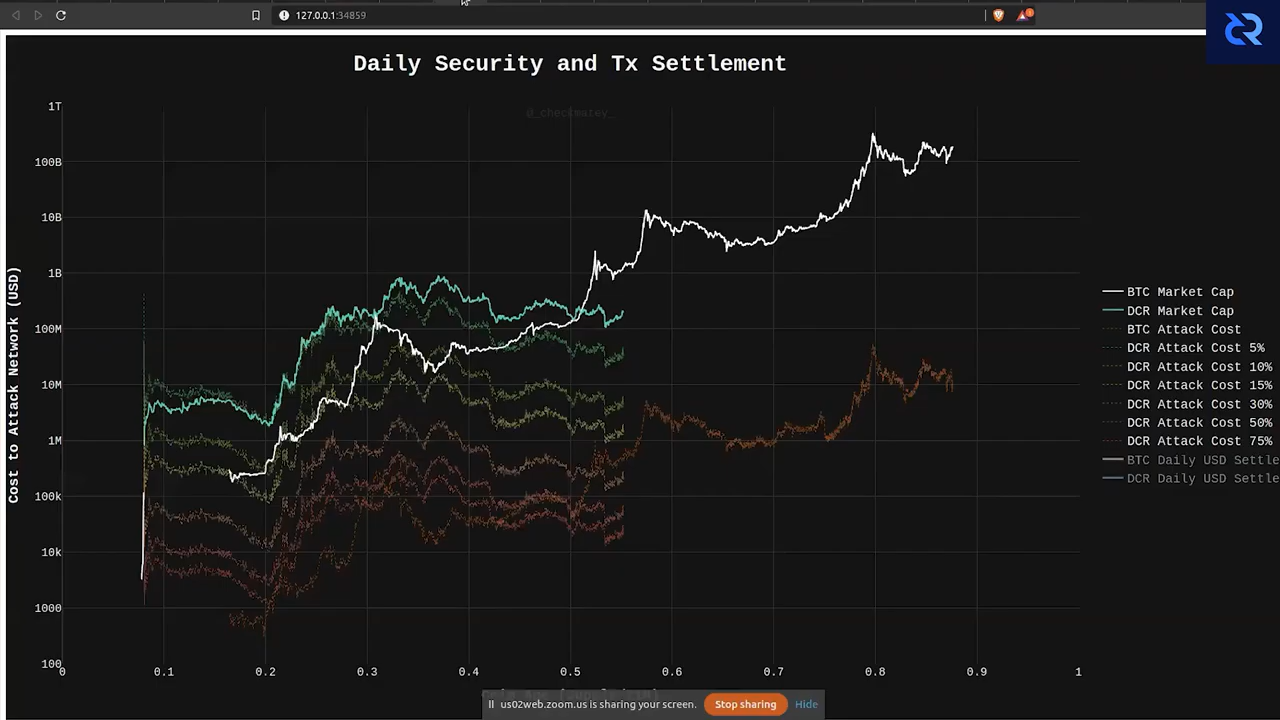 127.0.0.1:34859
Daily Security and Tx Settlement
@_checkmatey_
Cost to Attack Network (USD)
1T
100B
10B
1B
100M
10M
1M
100k
10k
1000
100
0 0.1 0.2 0.3 0.4 0.5 0.6 0.7 0.8 0.9 1
BTC Market Cap
DCR Market Cap
BTC Attack Cost
DCR Attack Cost 5%
DCR Attack Cost 10%
DCR Attack Cost 15%
DCR Attack Cost 30%
DCR Attack Cost 50%
DCR Attack Cost 75%
BTC Daily USD Settle
DCR Daily USD Settle
us02web.zoom.us is sharing your screen. Stop sharing Hide